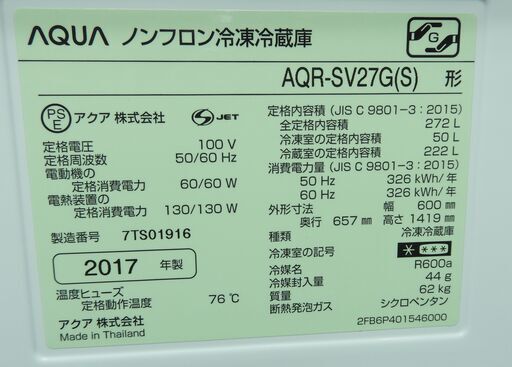 AQUA ノンフロン冷凍冷蔵庫
G
AQR-SV27G(S) 形
PSE アクア 株式会社 S JET
定格電圧 100 V
定格周波数 50/60 Hz
電動機の
定格消費電力 60/60 W
電熱装置の
定格消費電力 130/130 W
製造番号 7TS01916
2017 年製
温度ヒューズ
定格動作温度 76℃
アクア 株式会社
Made in Thailand
定格内容積 (JIS C 9801-3:2015)
全定格内容積 272 L
冷凍室の定格内容積 50 L
冷蔵室の定格内容積 222 L
消費電力量 (JIS C 9801-3:2015)
50 Hz 326 kWh/年
60 Hz 326 kWh/年
外形寸法 幅 600 mm
奥行 657 mm 高さ 1419 mm
種類 冷凍冷蔵庫
冷凍室の記号 * ***
冷媒名 R600a
冷媒封入量 44g
質量 62 kg
断熱発泡ガス シクロペンタン
2FB6P401546000